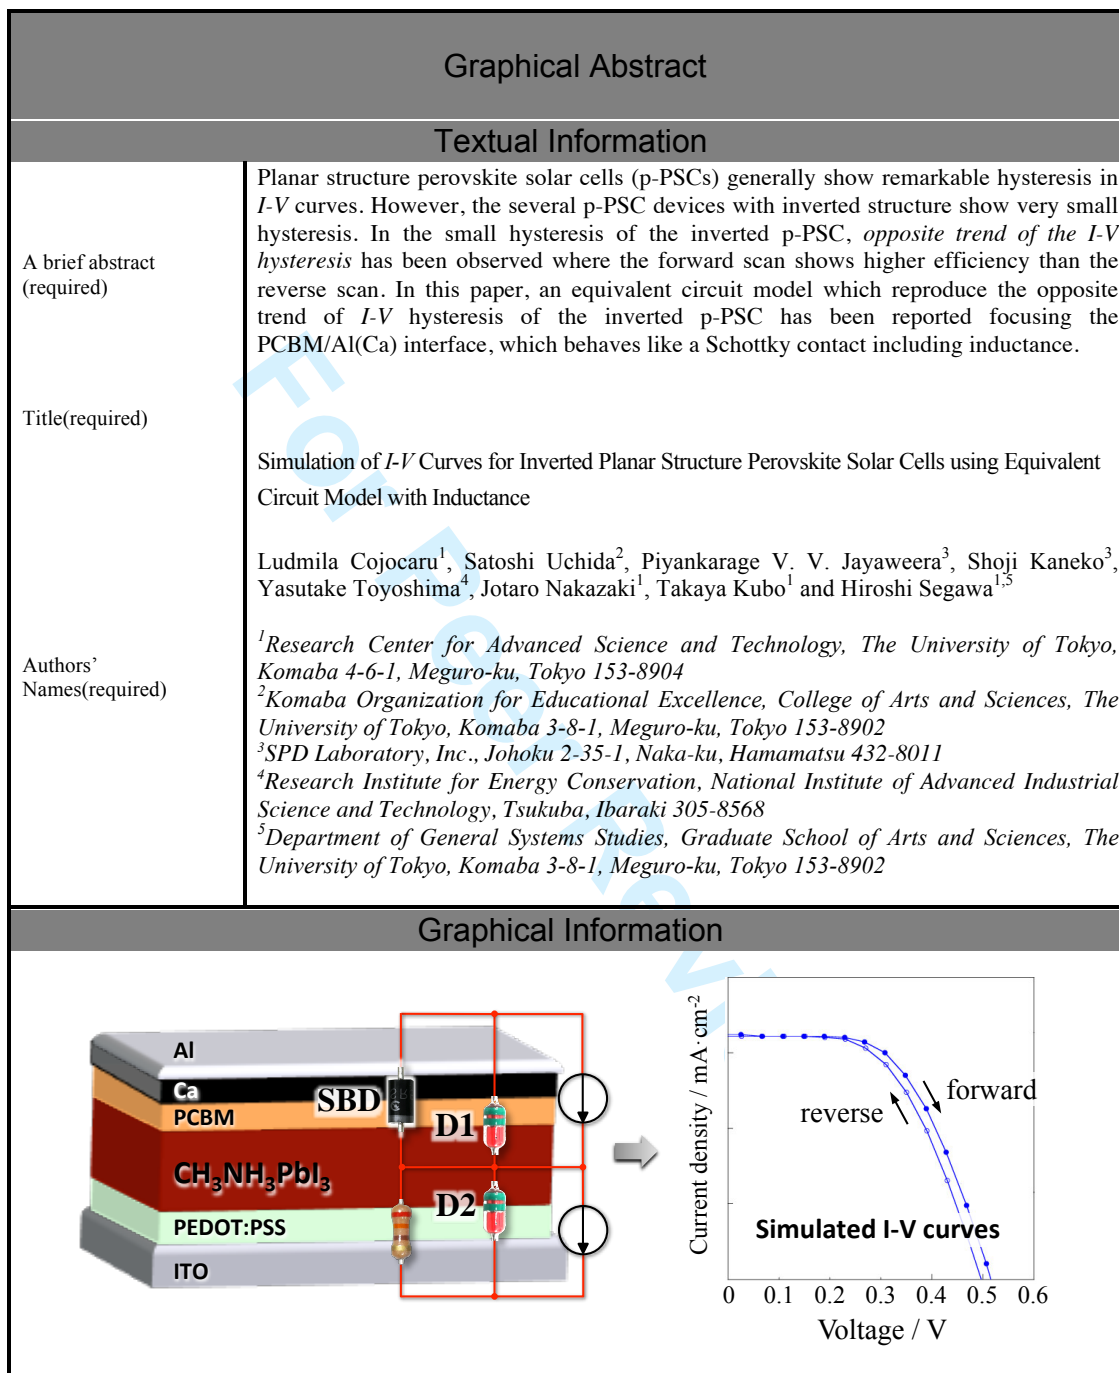 Graphical Abstract
Textual Information
A brief abstract
(required)
Planar structure perovskite solar cells (p-PSCs) generally show remarkable hysteresis in
I-V curves. However, the several p-PSC devices with inverted structure show very small
hysteresis. In the small hysteresis of the inverted p-PSC, opposite trend of the I-V
hysteresis has been observed where the forward scan shows higher efficiency than the
reverse scan. In this paper, an equivalent circuit model which reproduce the opposite
trend of I-V hysteresis of the inverted p-PSC has been reported focusing the
PCBM/Al(Ca) interface, which behaves like a Schottky contact including inductance.
Title(required)
Simulation of I-V Curves for Inverted Planar Structure Perovskite Solar Cells using Equivalent
Circuit Model with Inductance
Authors'
Names(required)
Ludmila Cojocaru1, Satoshi Uchida2, Piyankarage V. V. Jayaweera3, Shoji Kaneko3,
Yasutake Toyoshima4, Jotaro Nakazaki1, Takaya Kubo1 and Hiroshi Segawa1,5
1Research Center for Advanced Science and Technology, The University of Tokyo,
Komaba 4-6-1, Meguro-ku, Tokyo 153-8904
2Komaba Organization for Educational Excellence, College of Arts and Sciences, The
University of Tokyo, Komaba 3-8-1, Meguro-ku, Tokyo 153-8902
3SPD Laboratory, Inc., Johoku 2-35-1, Naka-ku, Hamamatsu 432-8011
4Research Institute for Energy Conservation, National Institute of Advanced Industrial
Science and Technology, Tsukuba, Ibaraki 305-8568
5Department of General Systems Studies, Graduate School of Arts and Sciences, The
University of Tokyo, Komaba 3-8-1, Meguro-ku, Tokyo 153-8902
For Peer Review
Graphical Information
Al
Ca
PCBM
CH3NH3PbI3
PEDOT:PSS
ITO
SBD
D1
D2
Current density / mA·cm-2
forward
reverse
Simulated I-V curves
0 0.1 0.2 0.3 0.4 0.5 0.6
Voltage / V